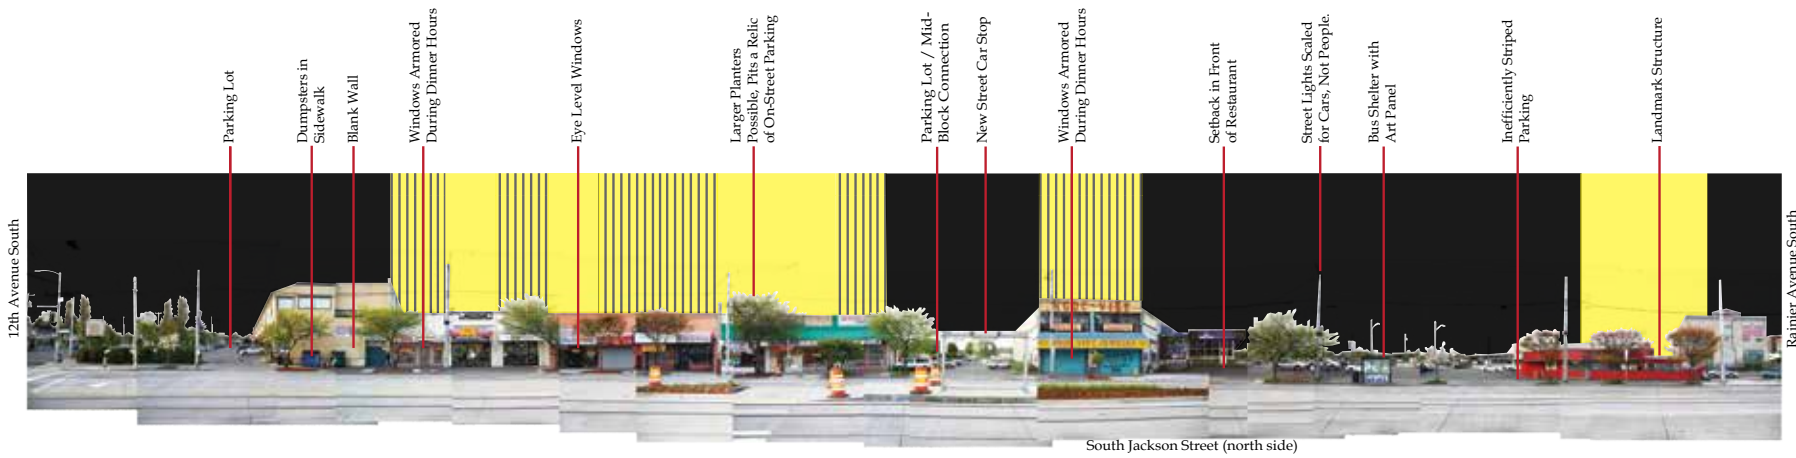 12th Avenue South
Parking Lot
Dumpsters in
Sidewalk
Blank Wall
Windows Armored
During Dinner Hours
Eye Level Windows
Larger Planters
Possible, Pits a Relic
of On-Street Parking
Parking Lot / Mid-
Block Connection
New Street Car Stop
Windows Armored
During Dinner Hours
Setback in Front
of Restaurant
Street Lights Scaled
for Cars, Not People.
Bus Shelter with
Art Panel
Inefficiently Striped
Parking
Landmark Structure
Rainier Avenue South
South Jackson Street (north side)